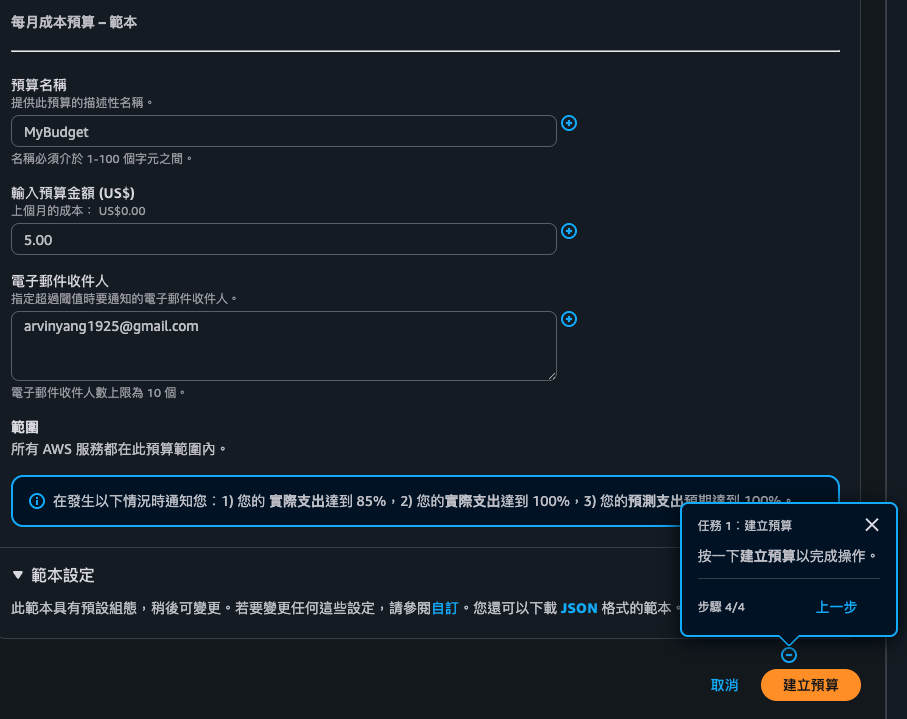 每月成本預算 – 範本
預算名稱
提供此預算的描述性名稱。
MyBudget
名稱必須介於 1-100 個字元之間。
輸入預算金額 (US$)
上個月的成本： US$0.00
5.00
電子郵件收件人
指定超過閾值時要通知的電子郵件收件人。
arvinyang1925@gmail.com
電子郵件收件人數上限為 10 個。
範圍
所有 AWS 服務都在此預算範圍內。
在發生以下情況時通知您：1) 您的 實際支出達到 85%，2) 您的實際支出達到 100%，3) 您的預測支出預期達到 100%。
任務 1：建立預算
按一下建立預算以完成操作。
步驟 4/4
上一步
▼ 範本設定
此範本具有預設組態，稍後可變更。若要變更任何這些設定，請參閱自訂。您還可以下載 JSON 格式的範本。
取消
建立預算